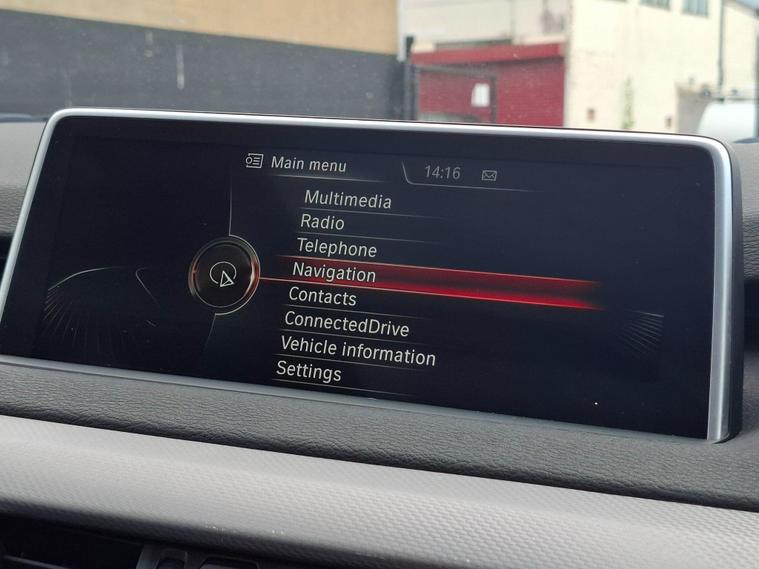 Main menu
14:16
Multimedia
Radio
Telephone
Navigation
Contacts
ConnectedDrive
Vehicle information
Settings